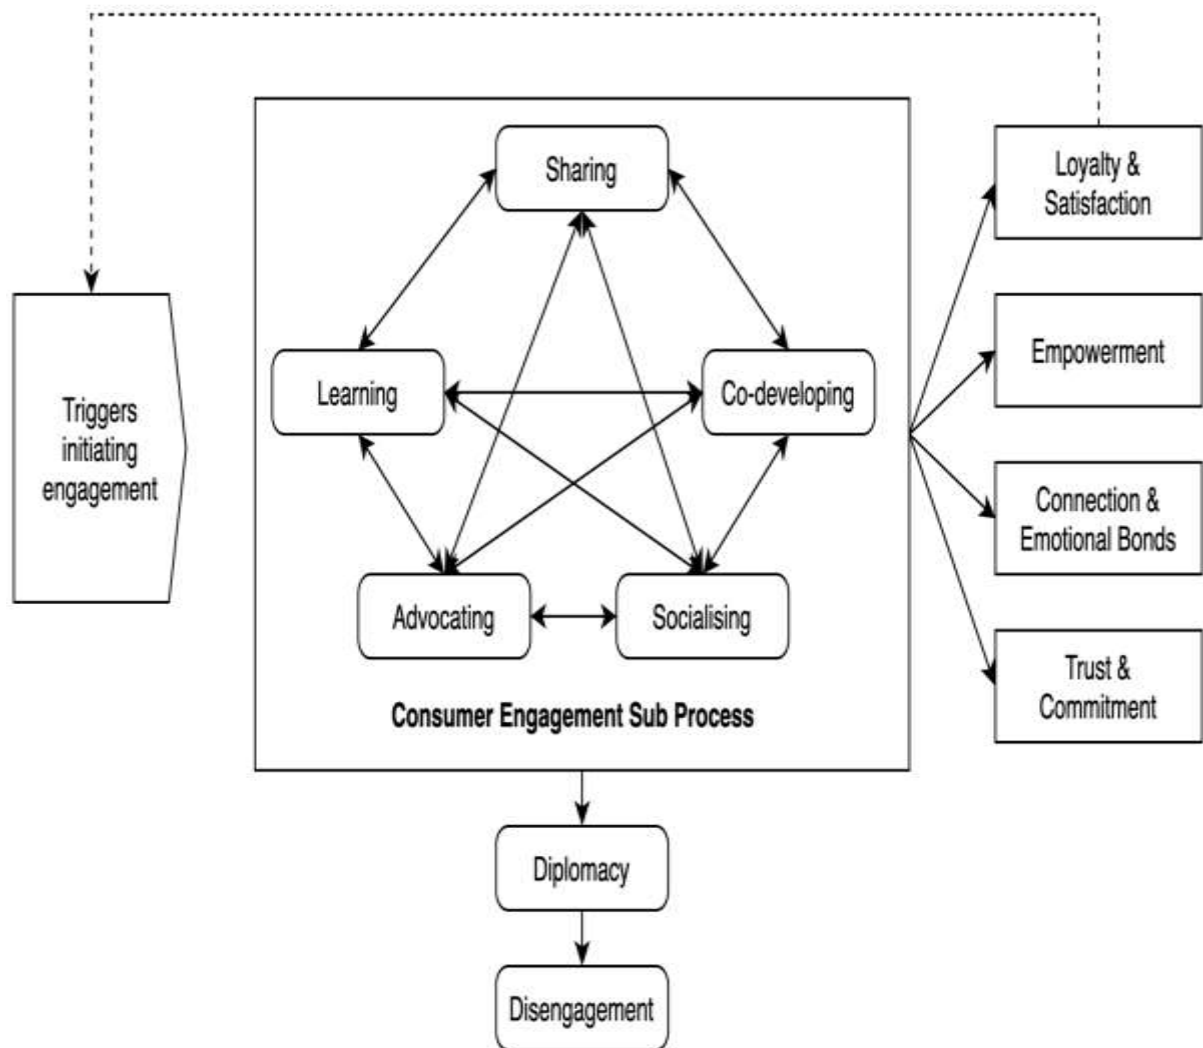 Sharing
Loyalty &
Satisfaction
Triggers
initiating
engagement
Learning
Co-developing
Empowerment
Advocating
Socialising
Connection &
Emotional Bonds
Consumer Engagement Sub Process
Trust &
Commitment
Diplomacy
Disengagement